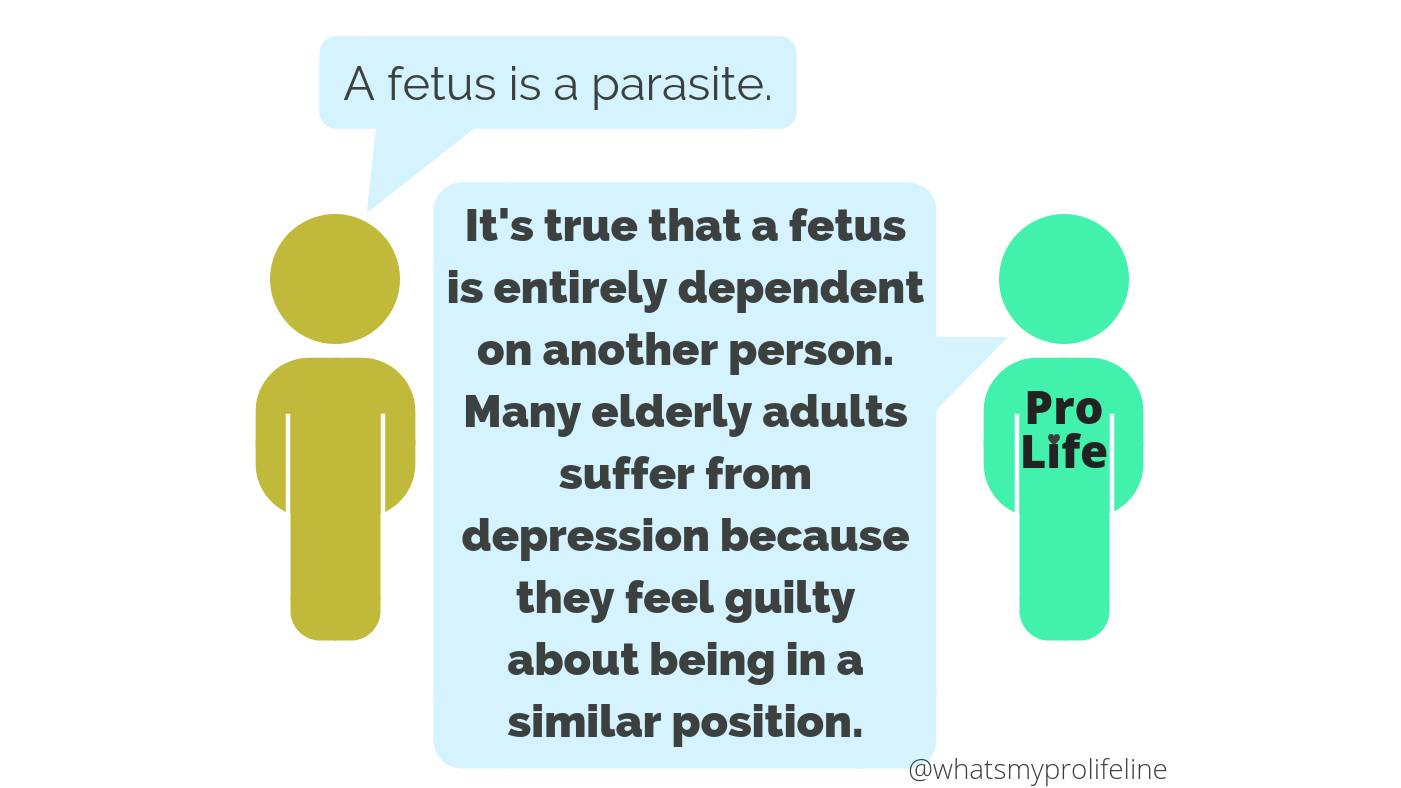 A fetus is a parasite.
It's true that a fetus
is entirely dependent
on another person.
Many elderly adults
suffer from
depression because
they feel guilty
about being in a
similar position.
Pro
Life
@whatsmyprolifeline